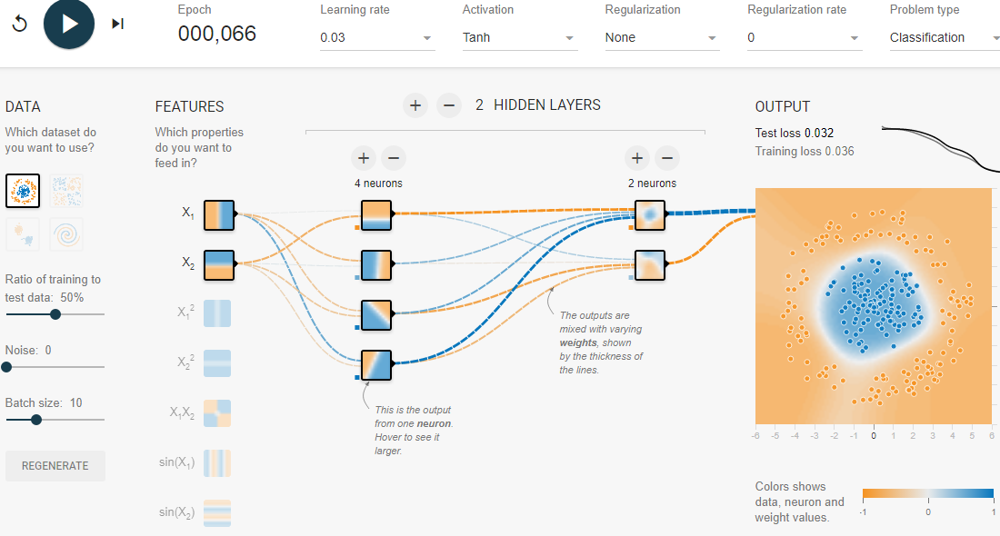 Epoch
000,066
Learning rate
0.03
Activation
Tanh
Regularization
None
Regularization rate
0
Problem type
Classification
DATA
Which dataset do
you want to use?
Ratio of training to
test data: 50%
Noise: 0
Batch size: 10
REGENERATE
FEATURES
Which properties
do you want to
feed in?
X1
X2
X1²
X2²
X1X2
sin(X1)
sin(X2)
+ − 2 HIDDEN LAYERS
+ −
4 neurons
+ −
2 neurons
This is the output
from one neuron.
Hover to see it
larger.
The outputs are
mixed with varying
weights, shown
by the thickness of
the lines.
OUTPUT
Test loss 0.032
Training loss 0.036
-6 -5 -4 -3 -2 -1 0 1 2 3 4 5 6
Colors shows
data, neuron and
weight values.
-1 0 1